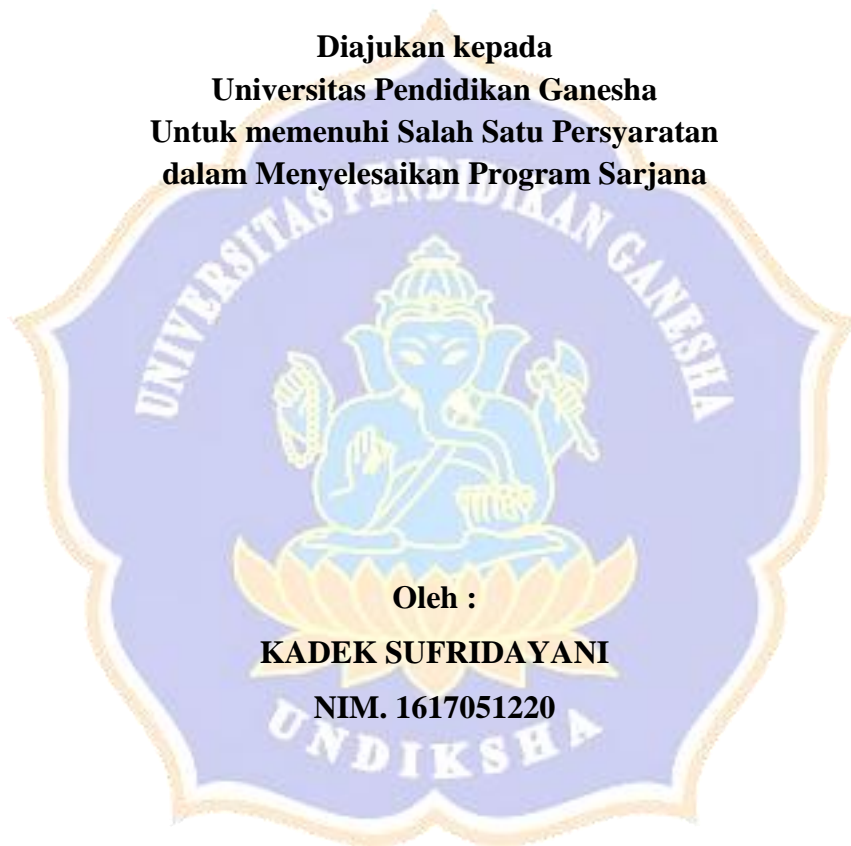 Diajukan kepada
Universitas Pendidikan Ganesha
Untuk memenuhi Salah Satu Persyaratan
dalam Menyelesaikan Program Sarjana
UNIVERSITAS PENDIDIKAN GANESHA
Oleh :
KADEK SUFRIDAYANI
NIM. 1617051220
UNDIKSHA